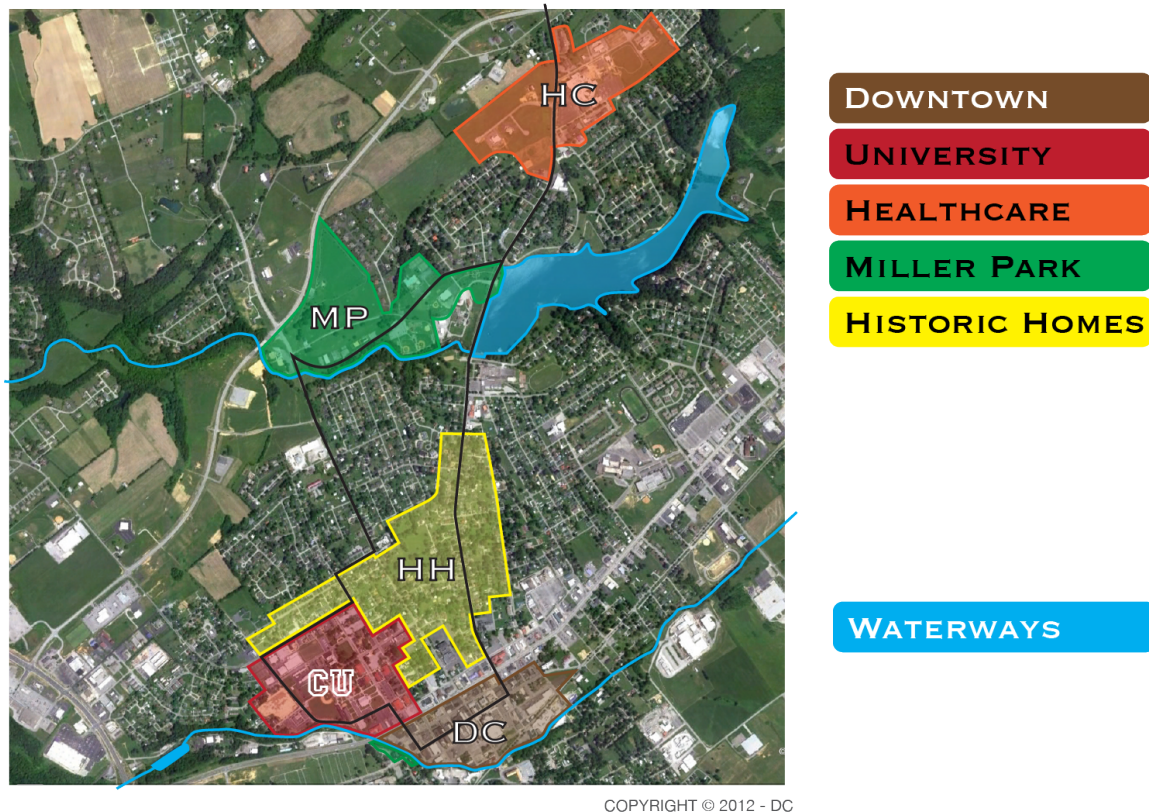 HC
MP
HH
CU
DC
DOWNTOWN
UNIVERSITY
HEALTHCARE
MILLER PARK
HISTORIC HOMES
WATERWAYS
COPYRIGHT © 2012 - DC